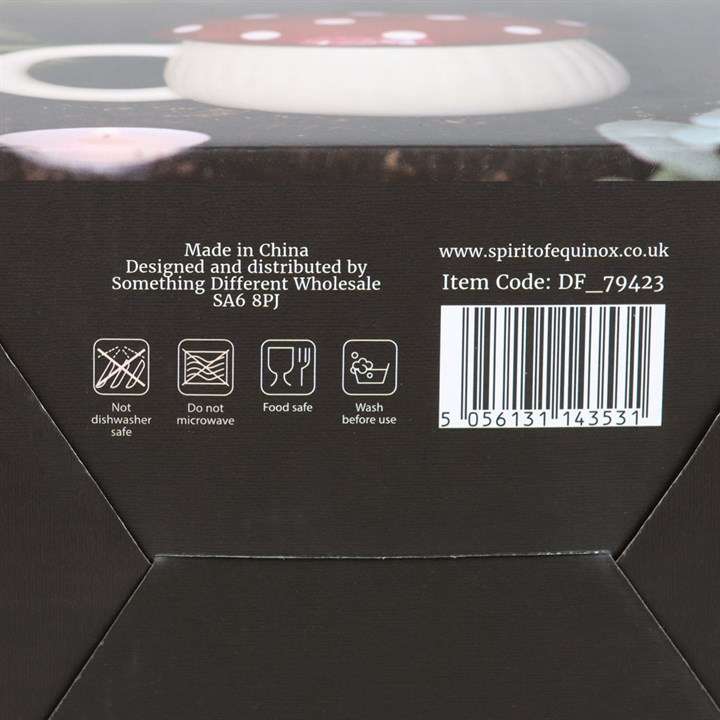 Made in China
Designed and distributed by
Something Different Wholesale
SA6 8PJ
www.spiritofequinox.co.uk
Item Code: DF_79423
5 056131 143531
Not
dishwasher
safe
Do not
microwave
Food safe
Wash
before use